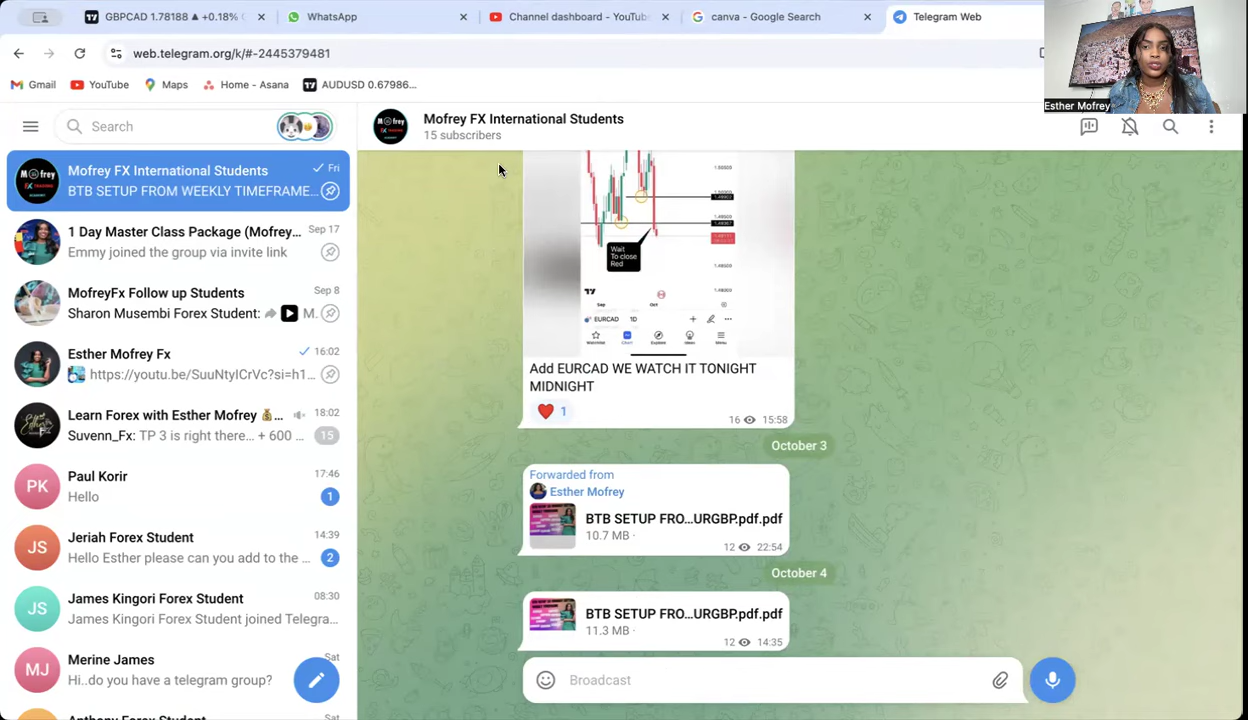 GBPCAD 1.78188 ▲ +0.18%
WhatsApp
Channel dashboard - YouTube
canva - Google Search
Telegram Web
web.telegram.org/k/#-2445379481
Gmail
YouTube
Maps
Home - Asana
AUDUSD 0.67986...
Esther Mofrey
Search
Mofrey FX International Students
15 subscribers
Mofrey FX International Students
Fri
BTB SETUP FROM WEEKLY TIMEFRAME...
1 Day Master Class Package (Mofrey...
Sep 17
Emmy joined the group via invite link
MofreyFx Follow up Students
Sep 8
Sharon Musembi Forex Student: M.
Esther Mofrey Fx
16:02
https://youtu.be/SuuNtyICrVc?si=h1...
Learn Forex with Esther Mofrey 💰...
18:02
Suvenn_Fx: TP 3 is right there... + 600 ...
15
PK
Paul Korir
17:46
Hello
1
JS
Jeriah Forex Student
14:39
Hello Esther please can you add to the ...
2
JS
James Kingori Forex Student
08:30
James Kingori Forex Student joined Telegra...
MJ
Merine James
Sat
Hi..do you have a telegram group?
Anthony Forex Student
Sat
Wait
To close
Red
Sep
Oct
EURCAD
1D
Watchlist
Chart
Explore
Ideas
Menu
Add EURCAD WE WATCH IT TONIGHT
MIDNIGHT
❤️ 1
16
15:58
October 3
Forwarded from
Esther Mofrey
BTB SETUP FRO...URGBP.pdf.pdf
10.7 MB ·
12
22:54
October 4
BTB SETUP FRO...URGBP.pdf.pdf
11.3 MB ·
12
14:35
Broadcast